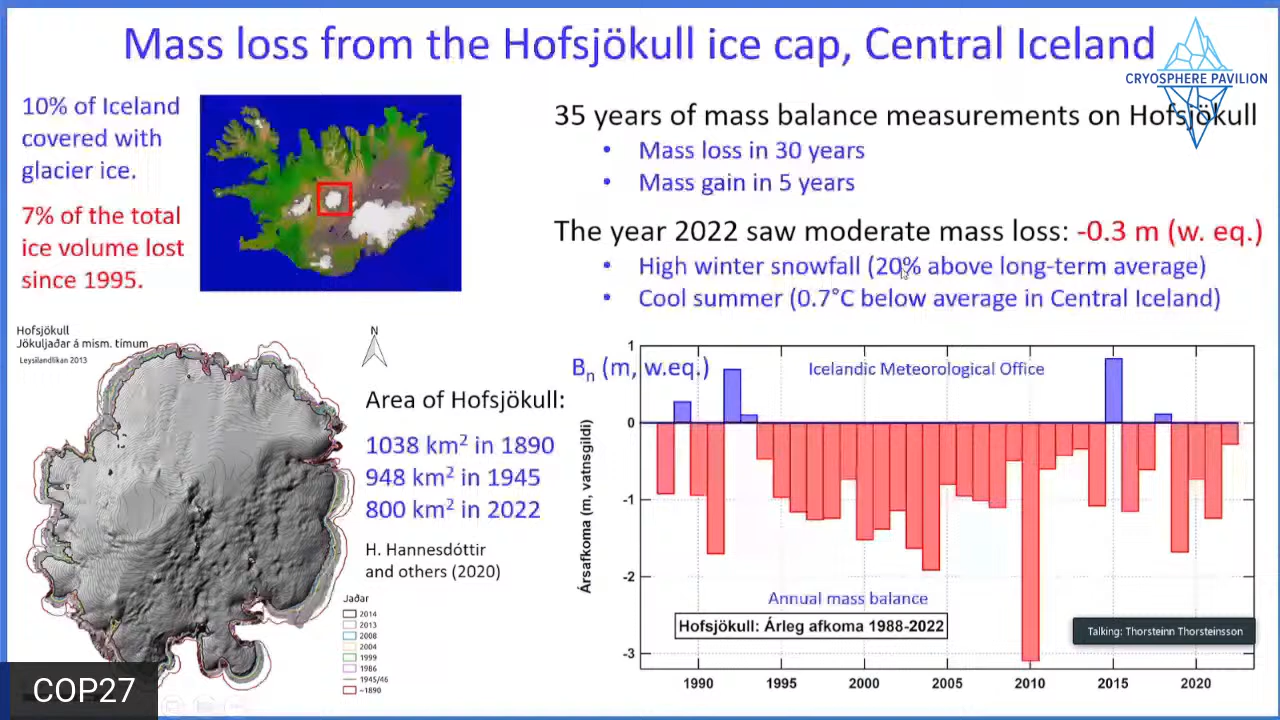 Mass loss from the Hofsjökull ice cap, Central Iceland
CRYOSPHERE PAVILION
10% of Iceland
covered with
glacier ice.
7% of the total
ice volume lost
since 1995.
35 years of mass balance measurements on Hofsjökull
• Mass loss in 30 years
• Mass gain in 5 years
The year 2022 saw moderate mass loss: -0.3 m (w. eq.)
• High winter snowfall (20% above long-term average)
• Cool summer (0.7°C below average in Central Iceland)
Hofsjökull
Jökuljaðar á mism. tímum
Leysilandlikan 2013
N
Area of Hofsjökull:
1038 km² in 1890
948 km² in 1945
800 km² in 2022
H. Hannesdóttir
and others (2020)
Jaðar
2014
2013
2008
2004
1999
1986
1945/46
~1890
Bn (m, w.eq.)
Icelandic Meteorological Office
Ársafkoma (m, vatnsgildi)
1
0
-1
-2
-3
Annual mass balance
Hofsjökull: Árleg afkoma 1988-2022
Talking: Thorsteinn Thorsteinsson
1990 1995 2000 2005 2010 2015 2020
COP27